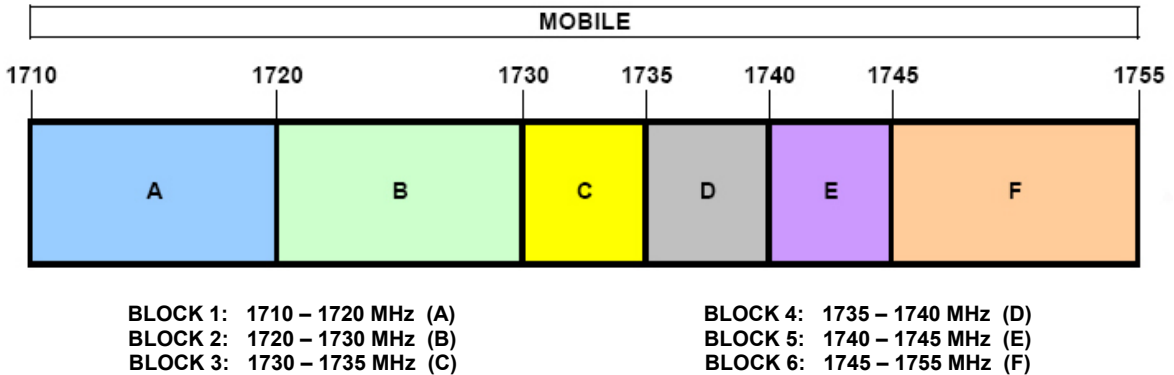 MOBILE
1710 1720 1730 1735 1740 1745 1755
A B C D E F
BLOCK 1: 1710 – 1720 MHz (A)
BLOCK 2: 1720 – 1730 MHz (B)
BLOCK 3: 1730 – 1735 MHz (C)
BLOCK 4: 1735 – 1740 MHz (D)
BLOCK 5: 1740 – 1745 MHz (E)
BLOCK 6: 1745 – 1755 MHz (F)